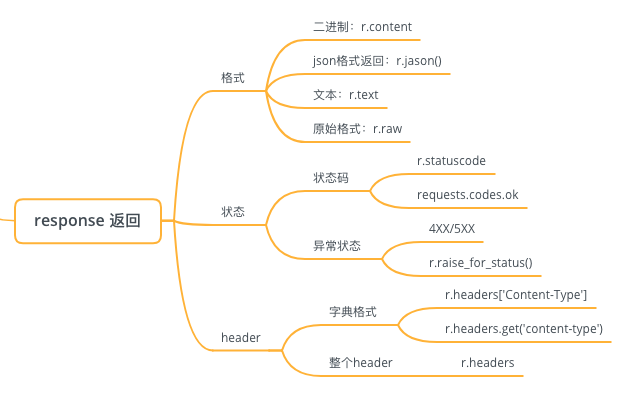 二进制：r.content
json格式返回：r.jason()
格式
文本：r.text
原始格式：r.raw
r.statuscode
状态码
requests.codes.ok
response 返回
状态
4XX/5XX
异常状态
r.raise_for_status()
r.headers['Content-Type']
字典格式
r.headers.get('content-type')
header
整个header
r.headers